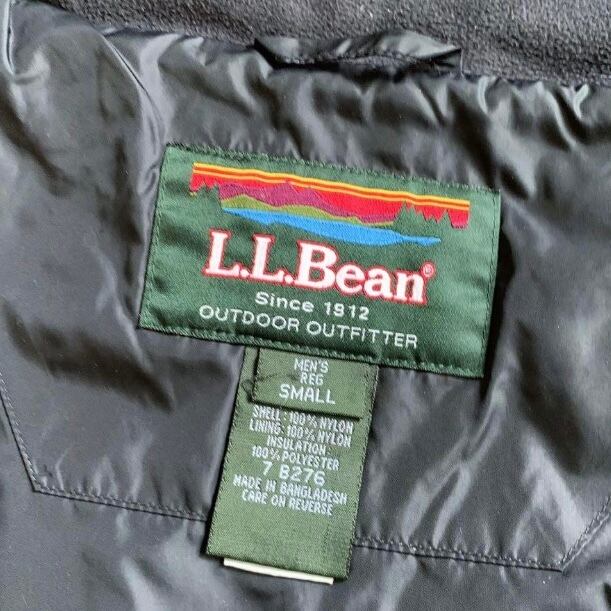 L.L.Bean®
Since 1912
OUTDOOR OUTFITTER
MEN'S
REG
SMALL
SHELL-100% NYLON
LINING-100% NYLON
INSULATION-
100% POLYESTER
7 8276
MADE IN BANGLADESH
CARE ON REVERSE